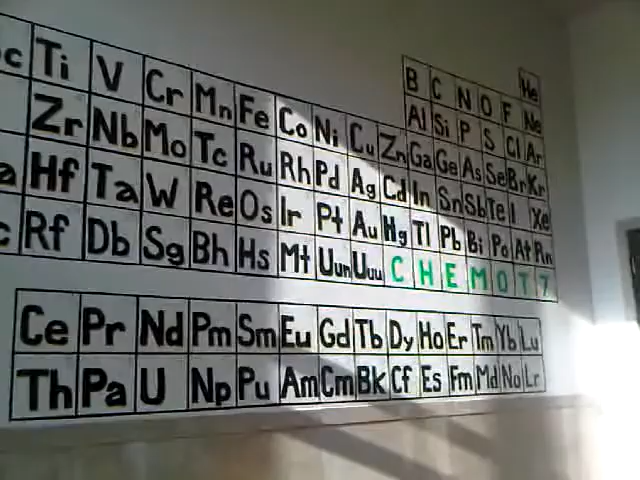 He
B C N O F Ne
Al Si P S Cl Ar
c Ti V Cr Mn Fe Co Ni Cu Zn Ga Ge As Se Br Kr
Zr Nb Mo Tc Ru Rh Pd Ag Cd In Sn Sb Te I Xe
a Hf Ta W Re Os Ir Pt Au Hg Tl Pb Bi Po At Rn
c Rf Db Sg Bh Hs Mt Uun Uuu C H E M O T 7
Ce Pr Nd Pm Sm Eu Gd Tb Dy Ho Er Tm Yb Lu
Th Pa U Np Pu Am Cm Bk Cf Es Fm Md No Lr